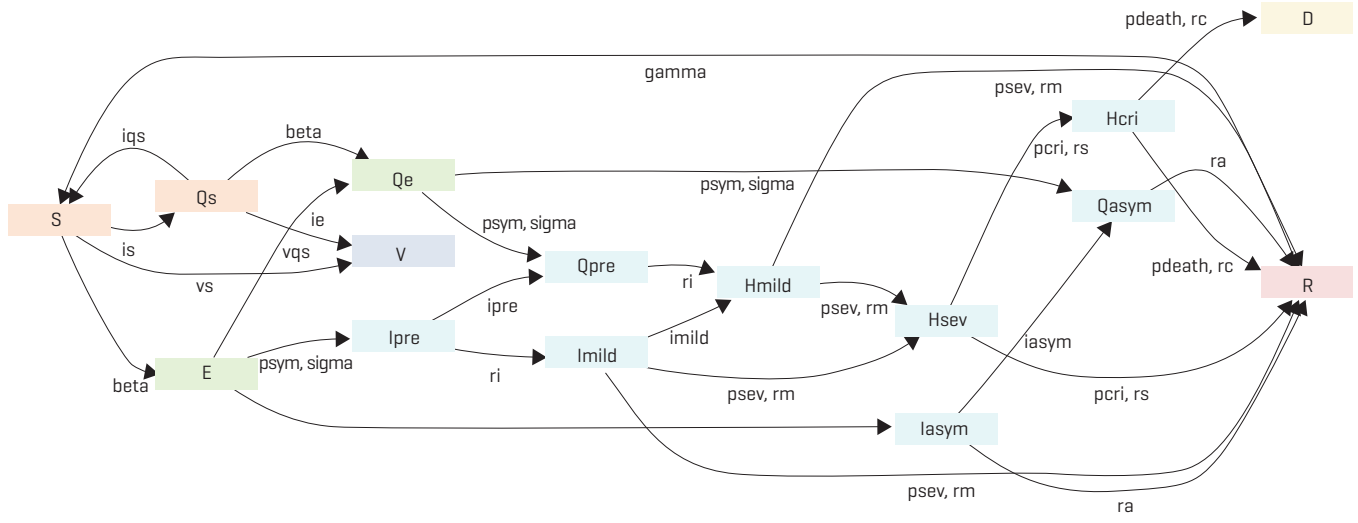 pdeath, rc
D
gamma
psev, rm
Hcri
iqs
beta
pcri, rs
ra
Qs
Qe
psym, sigma
Qasym
S
ie
psym, sigma
is
vqs
V
Qpre
pdeath, rc
vs
ri
Hmild
R
ipre
psev, rm
Hsev
Ipre
imild
iasym
Imild
psym, sigma
E
beta
ri
psev, rm
pcri, rs
Iasym
psev, rm
ra